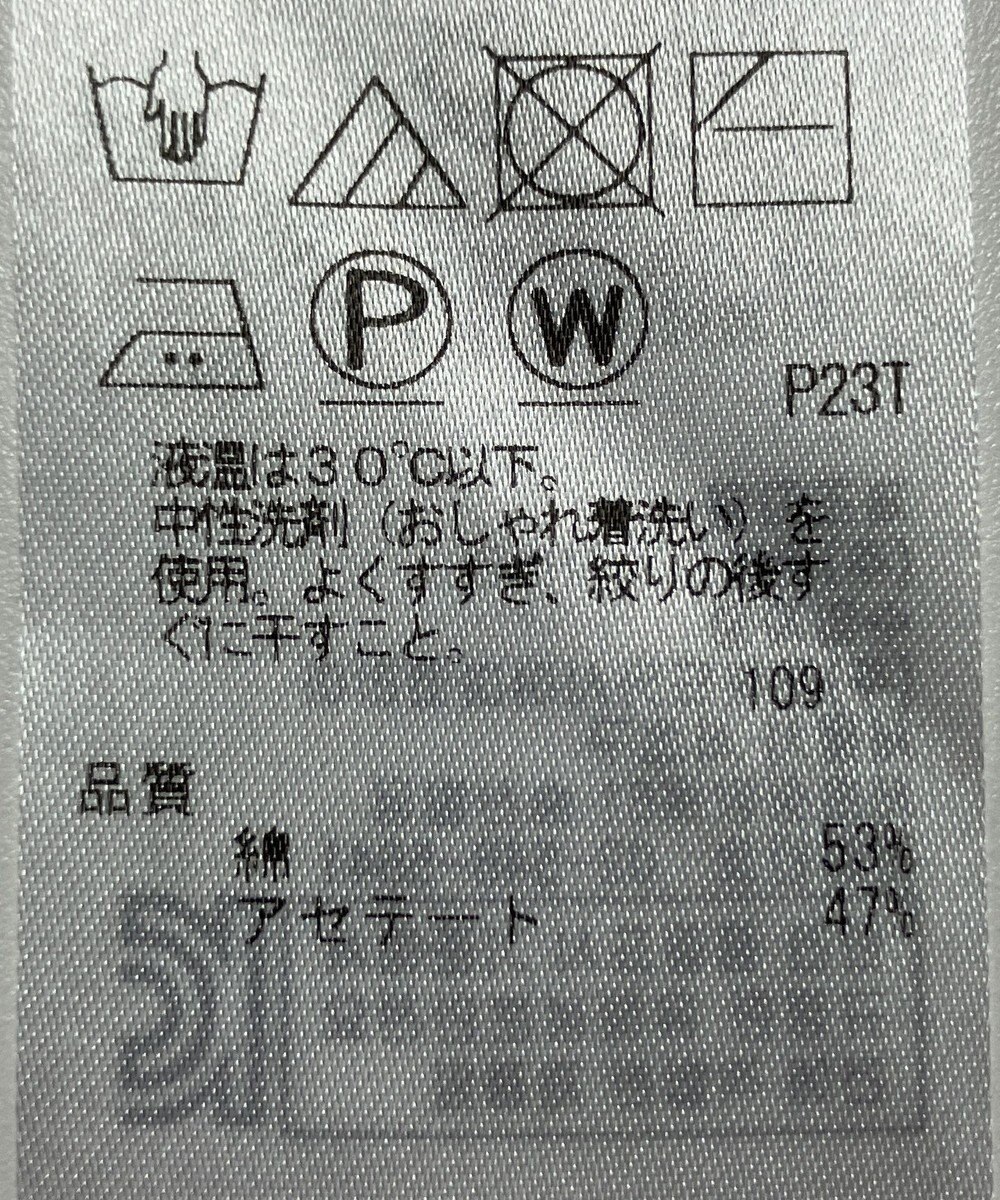 P W
P23T
液温は30℃以下。
中性洗剤（おしゃれ着洗い）を
使用。よくすすぎ、絞りの後す
ぐに干すこと。
109
品質
綿 53%
アセテート 47%